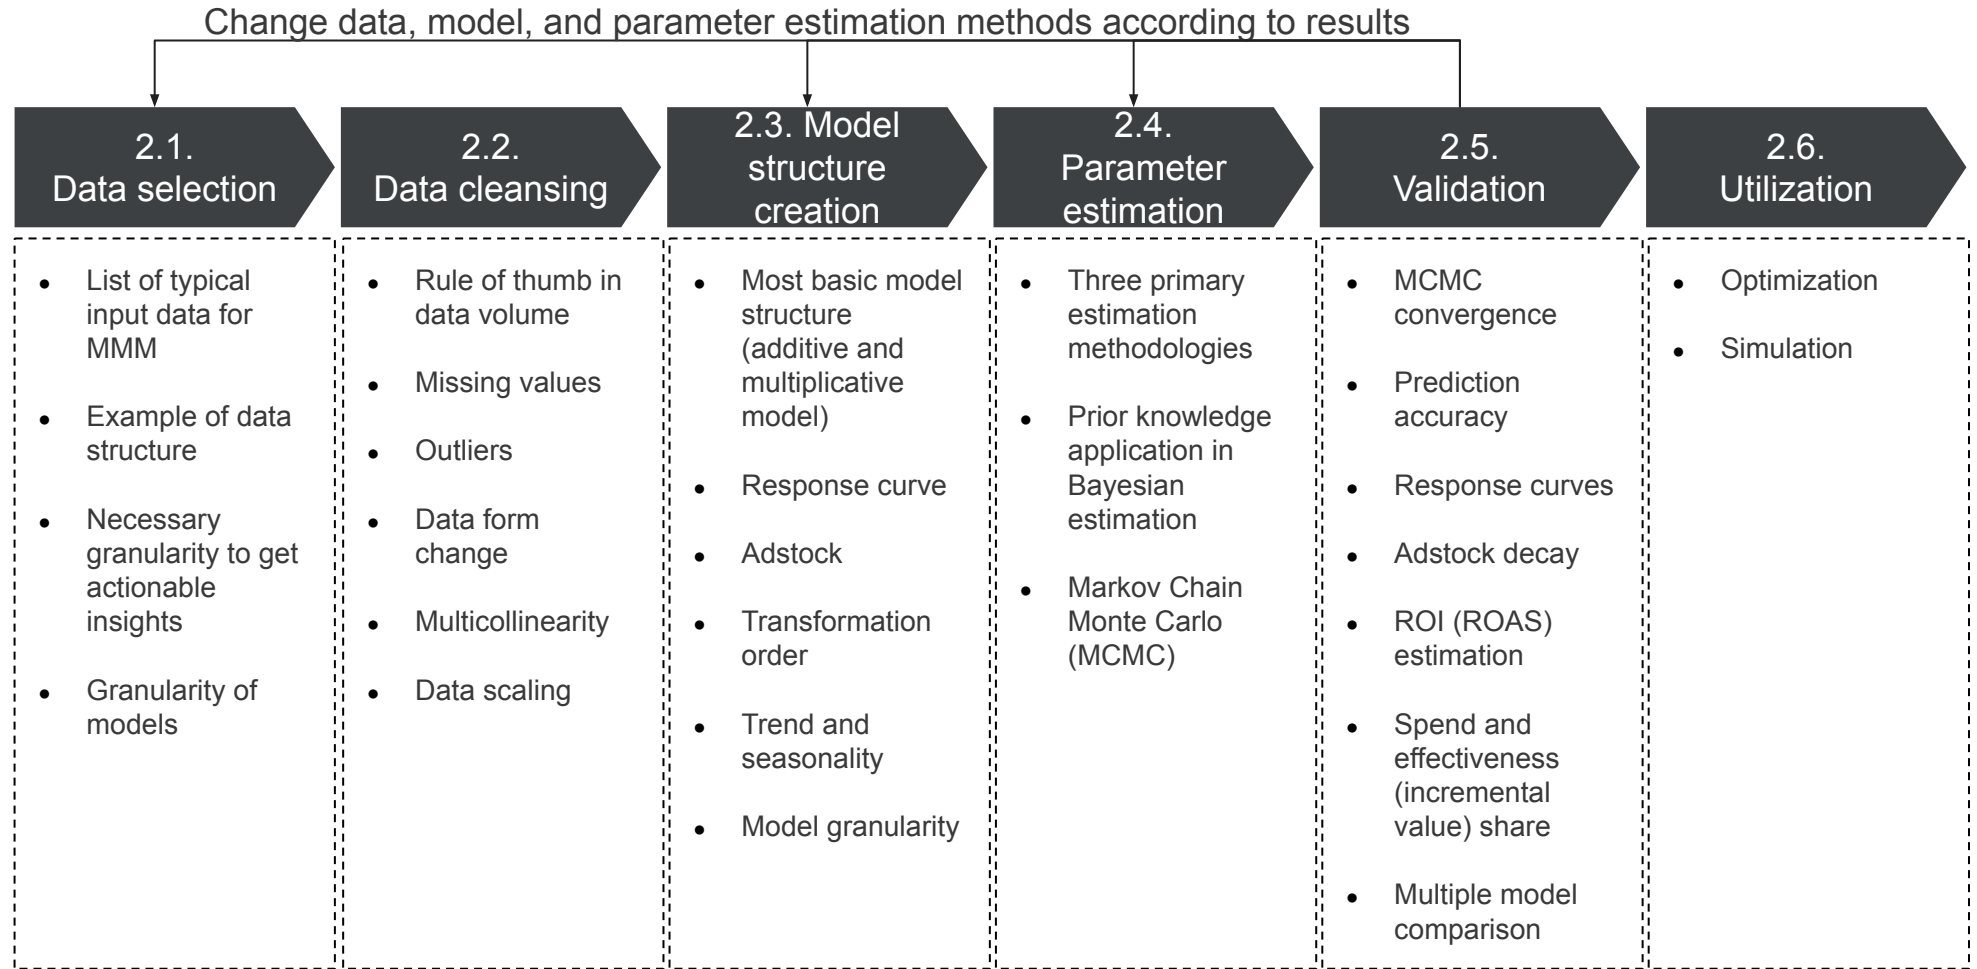 Change data, model, and parameter estimation methods according to results
2.1.
Data selection
2.2.
Data cleansing
2.3. Model
structure
creation
2.4.
Parameter
estimation
2.5.
Validation
2.6.
Utilization
● List of typical
input data for
MMM
● Example of data
structure
● Necessary
granularity to get
actionable
insights
● Granularity of
models
● Rule of thumb in
data volume
● Missing values
● Outliers
● Data form
change
● Multicollinearity
● Data scaling
● Most basic model
structure
(additive and
multiplicative
model)
● Response curve
● Adstock
● Transformation
order
● Trend and
seasonality
● Model granularity
● Three primary
estimation
methodologies
● Prior knowledge
application in
Bayesian
estimation
● Markov Chain
Monte Carlo
(MCMC)
● MCMC
convergence
● Prediction
accuracy
● Response curves
● Adstock decay
● ROI (ROAS)
estimation
● Spend and
effectiveness
(incremental
value) share
● Multiple model
comparison
● Optimization
● Simulation